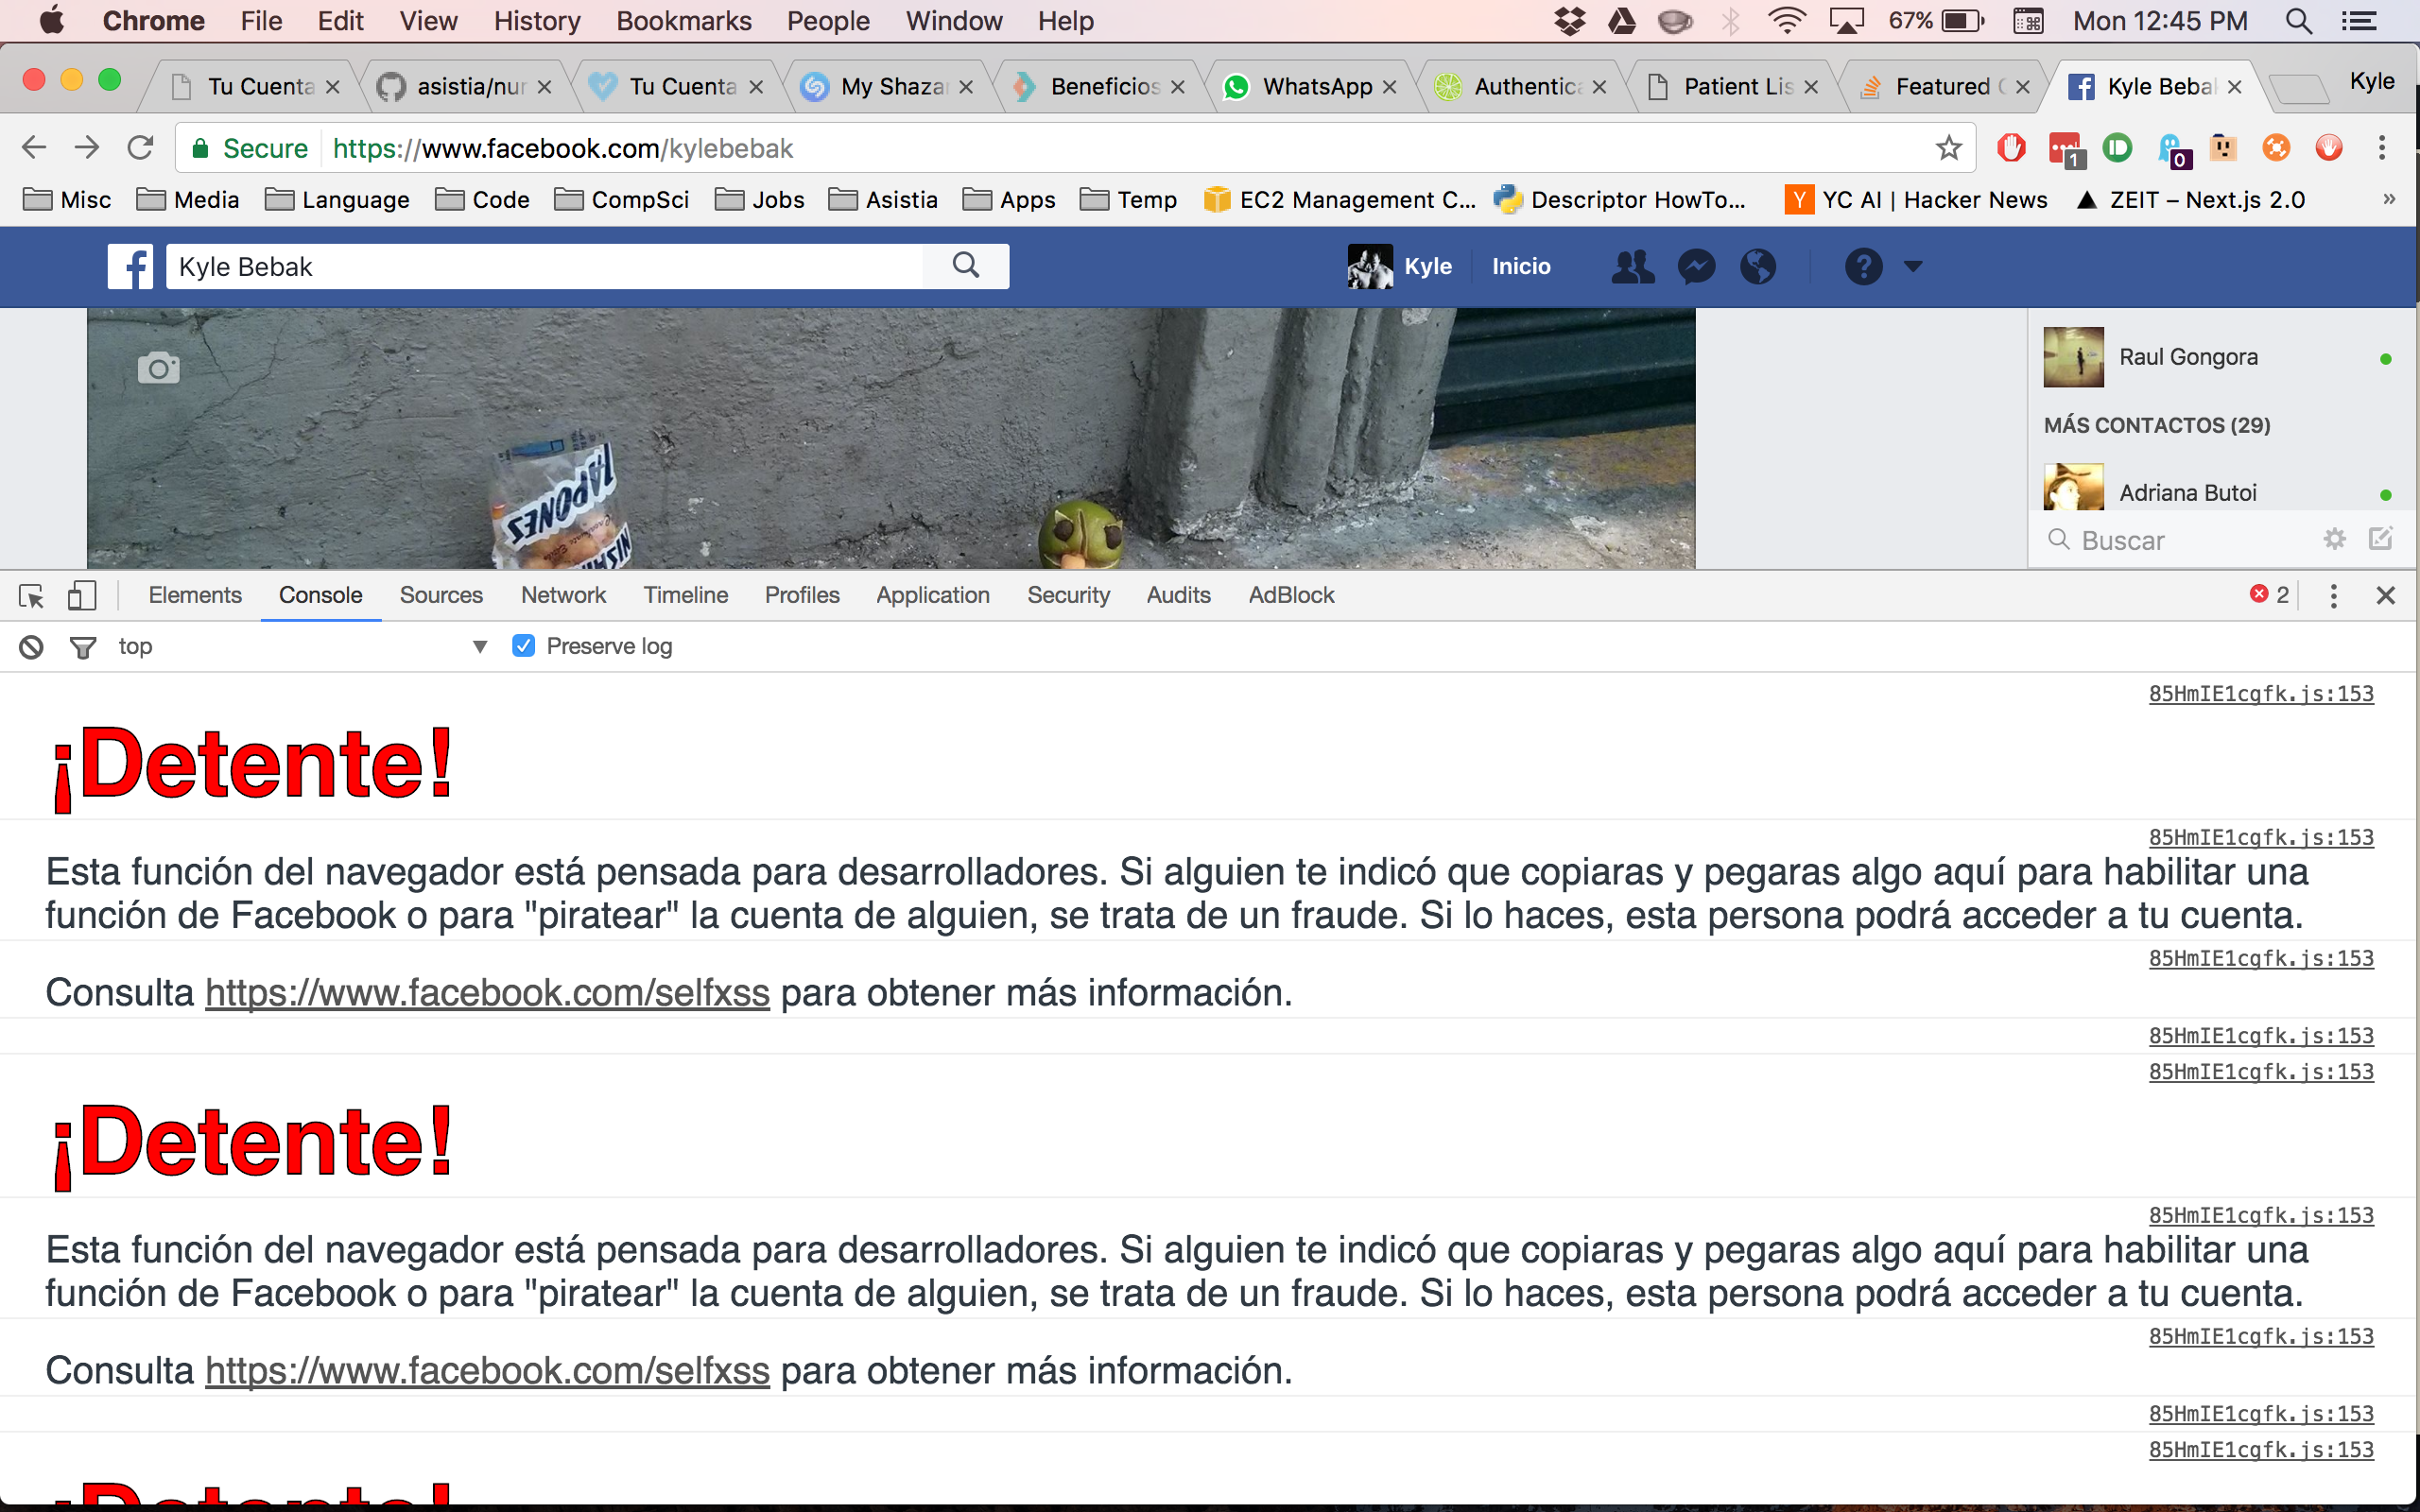 Chrome File Edit View History Bookmarks People Window Help 67% Mon 12:45 PM
Tu Cuenta asistia/nur Tu Cuenta My Shaza Beneficios WhatsApp Authentica Patient Lis Featured Kyle Beba Kyle
Secure https://www.facebook.com/kylebebak 1 0
Misc Media Language Code CompSci Jobs Asistia Apps Temp EC2 Management C... Descriptor HowTo... YC AI | Hacker News ZEIT – Next.js 2.0 »
Kyle Bebak Kyle Inicio
Raul Gongora
MÁS CONTACTOS (29)
TAPONES
Adriana Butoi
Buscar
Elements Console Sources Network Timeline Profiles Application Security Audits AdBlock 2
top Preserve log
85HmIE1cgfk.js:153
¡Detente!
85HmIE1cgfk.js:153
Esta función del navegador está pensada para desarrolladores. Si alguien te indicó que copiaras y pegaras algo aquí para habilitar una
función de Facebook o para "piratear" la cuenta de alguien, se trata de un fraude. Si lo haces, esta persona podrá acceder a tu cuenta.
85HmIE1cgfk.js:153
Consulta https://www.facebook.com/selfxss para obtener más información.
85HmIE1cgfk.js:153
85HmIE1cgfk.js:153
¡Detente!
85HmIE1cgfk.js:153
Esta función del navegador está pensada para desarrolladores. Si alguien te indicó que copiaras y pegaras algo aquí para habilitar una
función de Facebook o para "piratear" la cuenta de alguien, se trata de un fraude. Si lo haces, esta persona podrá acceder a tu cuenta.
85HmIE1cgfk.js:153
Consulta https://www.facebook.com/selfxss para obtener más información.
85HmIE1cgfk.js:153
85HmIE1cgfk.js:153
¡Detente!